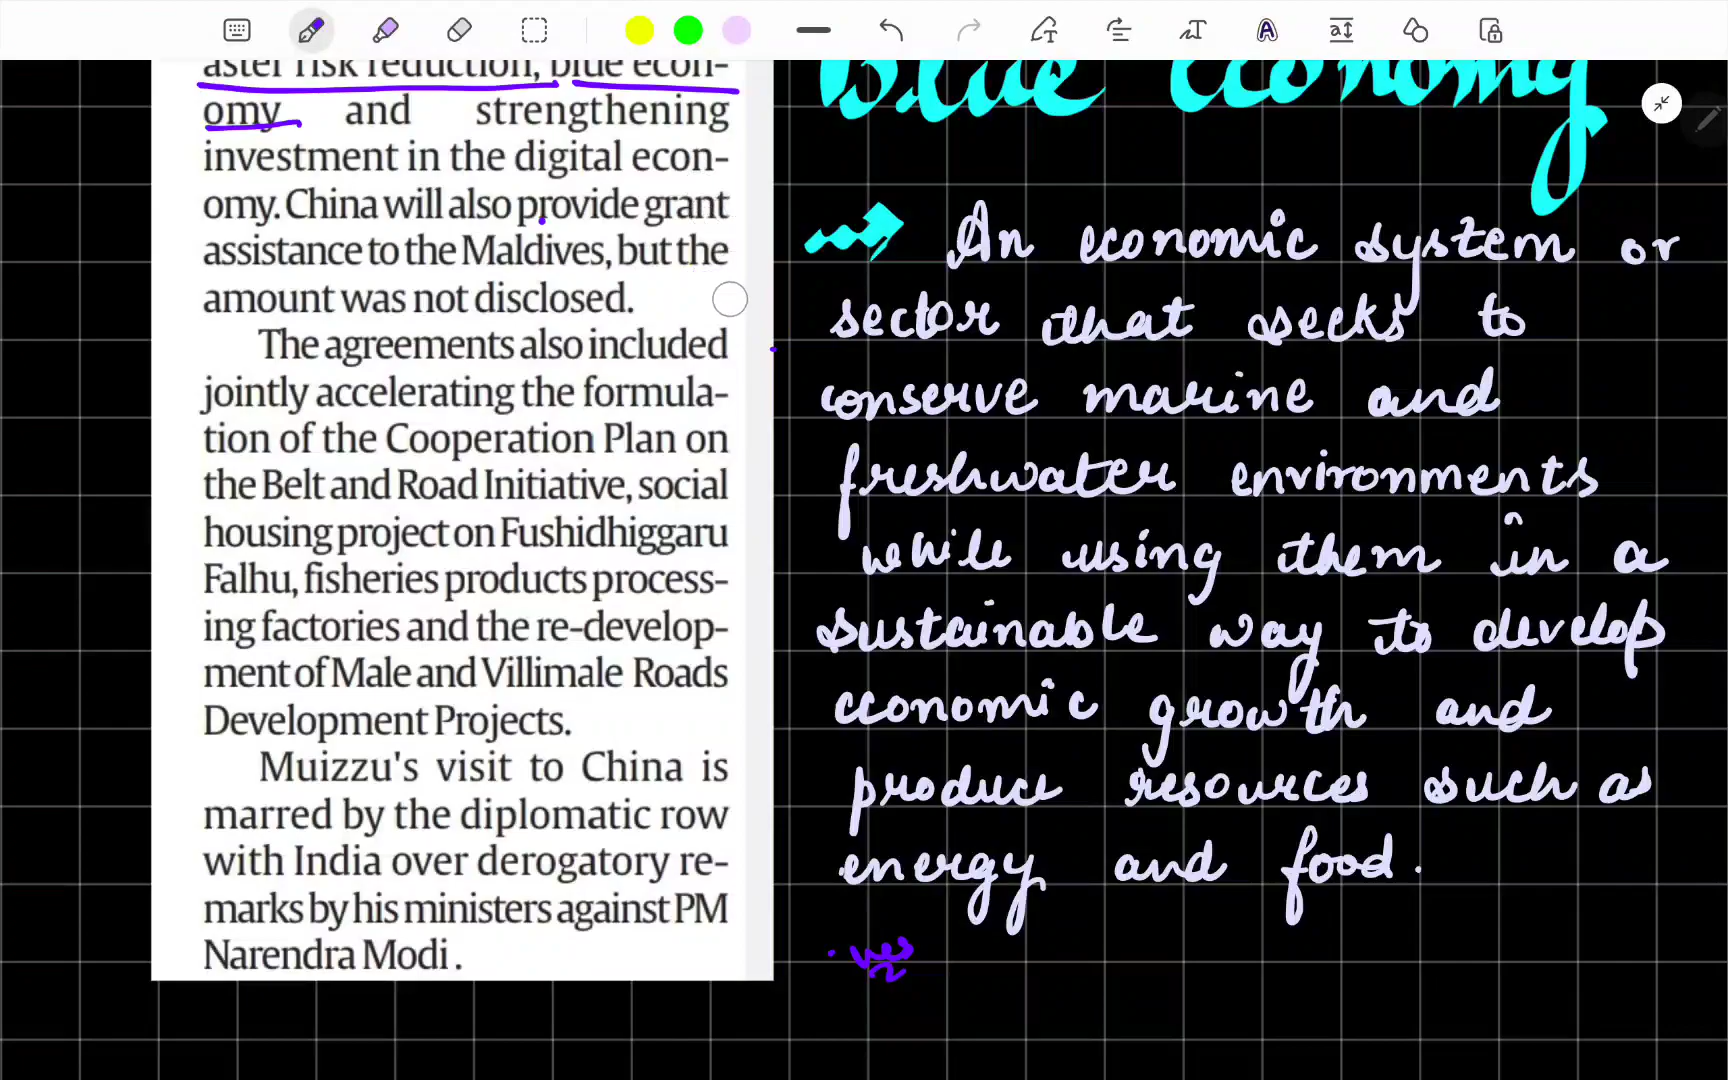 aster risk reduction, blue econ-
omy and strengthening
investment in the digital econ-
omy. China will also provide grant
assistance to the Maldives, but the
amount was not disclosed.
The agreements also included
jointly accelerating the formula-
tion of the Cooperation Plan on
the Belt and Road Initiative, social
housing project on Fushidhiggaru
Falhu, fisheries products process-
ing factories and the re-develop-
ment of Male and Villimale Roads
Development Projects.
Muizzu's visit to China is
marred by the diplomatic row
with India over derogatory re-
marks by his ministers against PM
Narendra Modi.
Blue Economy
An economic system or
sector that seeks to
conserve marine and
freshwater environments
while using them in a
sustainable way to develop
economic growth and
produce resources such as
energy and food.